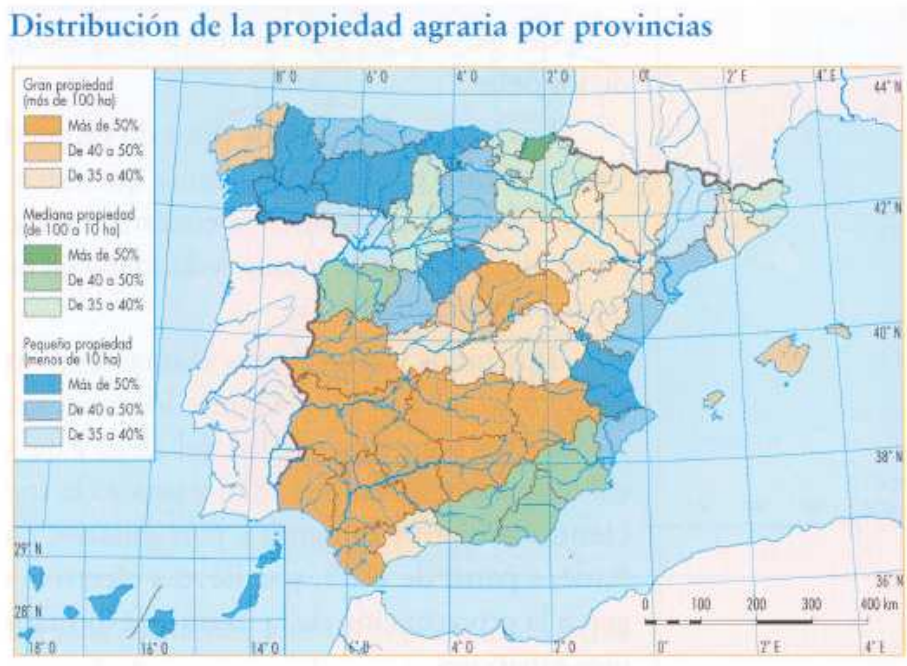 Distribución de la propiedad agraria por provincias
Gran propiedad
(más de 100 ha)
Más de 50%
De 40 a 50%
De 35 a 40%
Mediana propiedad
(de 100 a 10 ha)
Más de 50%
De 40 a 50%
De 35 a 40%
Pequeña propiedad
(menos de 10 ha)
Más de 50%
De 40 a 50%
De 35 a 40%
8° O
6° O
4° O
2° O
0°
2° E
4° E
44° N
42° N
40° N
38° N
36° N
29° N
28° N
18° O
16° O
14° O
6° O
4° O
2° O
0°
2° E
4° E
0
100
200
300
400 km